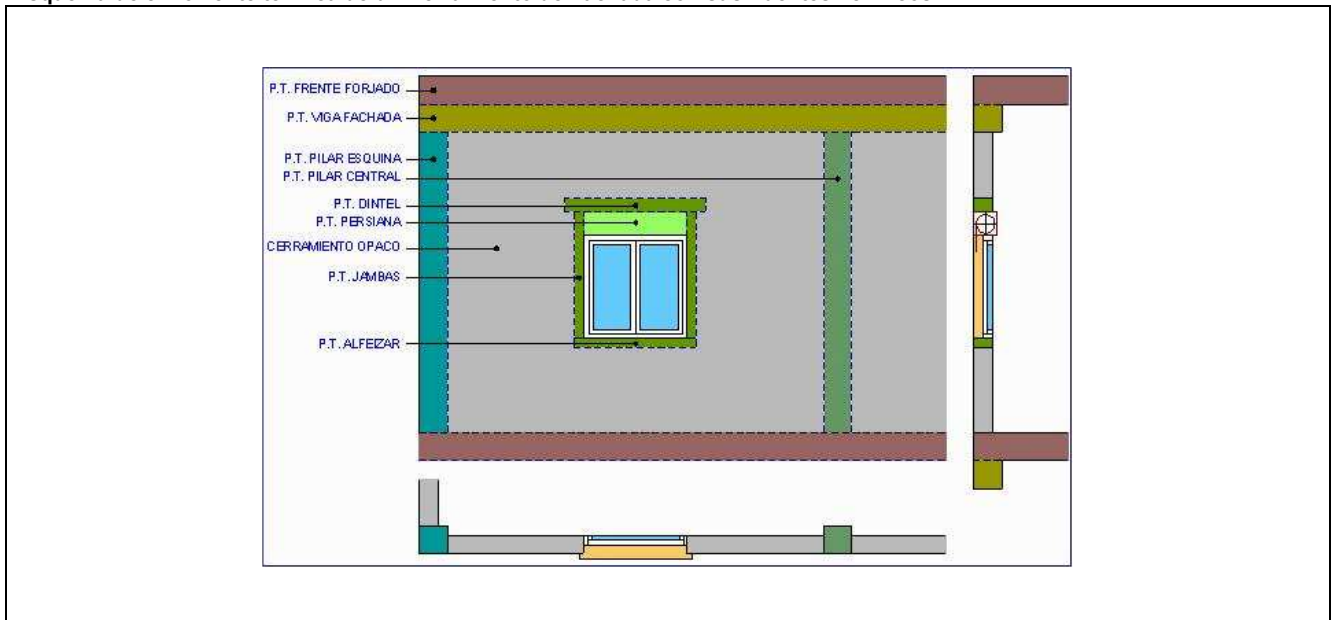 P.T. FRENTE FORJADO
P.T. VIGA FACHADA
P.T. PILAR ESQUINA
P.T. PILAR CENTRAL
P.T. DINTEL
P.T. PERSIANA
CERRAMIENTO OPACO
P.T. JAMBAS
P.T. ALFEIZAR